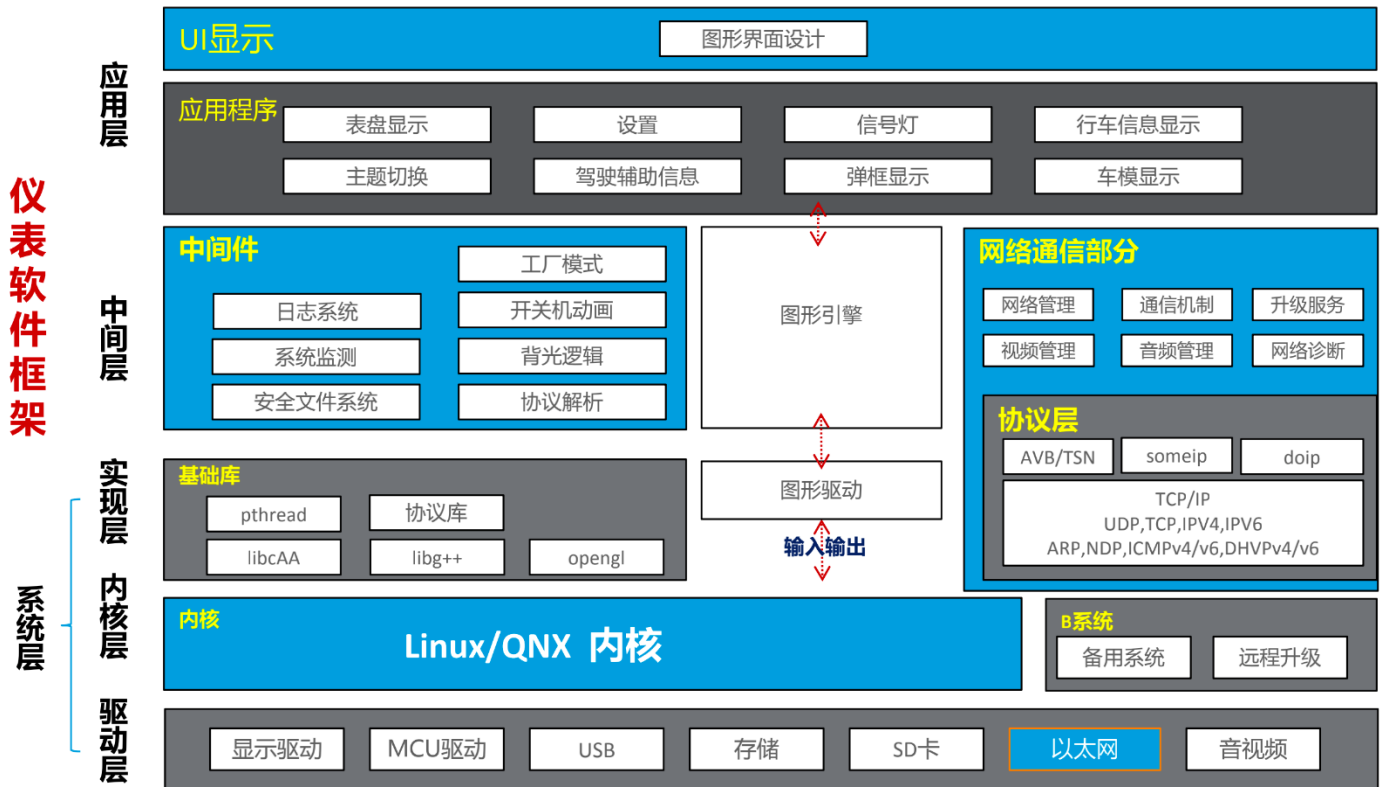 仪表软件框架
应用层
UI显示
图形界面设计
应用程序
表盘显示
设置
信号灯
行车信息显示
主题切换
驾驶辅助信息
弹框显示
车模显示
中间层
中间件
工厂模式
日志系统
开关机动画
系统监测
背光逻辑
安全文件系统
协议解析
图形引擎
网络通信部分
网络管理
通信机制
升级服务
视频管理
音频管理
网络诊断
协议层
AVB/TSN
someip
doip
TCP/IP
UDP,TCP,IPV4,IPV6
ARP,NDP,ICMPv4/v6,DHVPv4/v6
系统层
实现层
基础库
pthread
协议库
libcAA
libg++
opengl
图形驱动
输入输出
内核层
内核
Linux/QNX 内核
B系统
备用系统
远程升级
驱动层
显示驱动
MCU驱动
USB
存储
SD卡
以太网
音视频